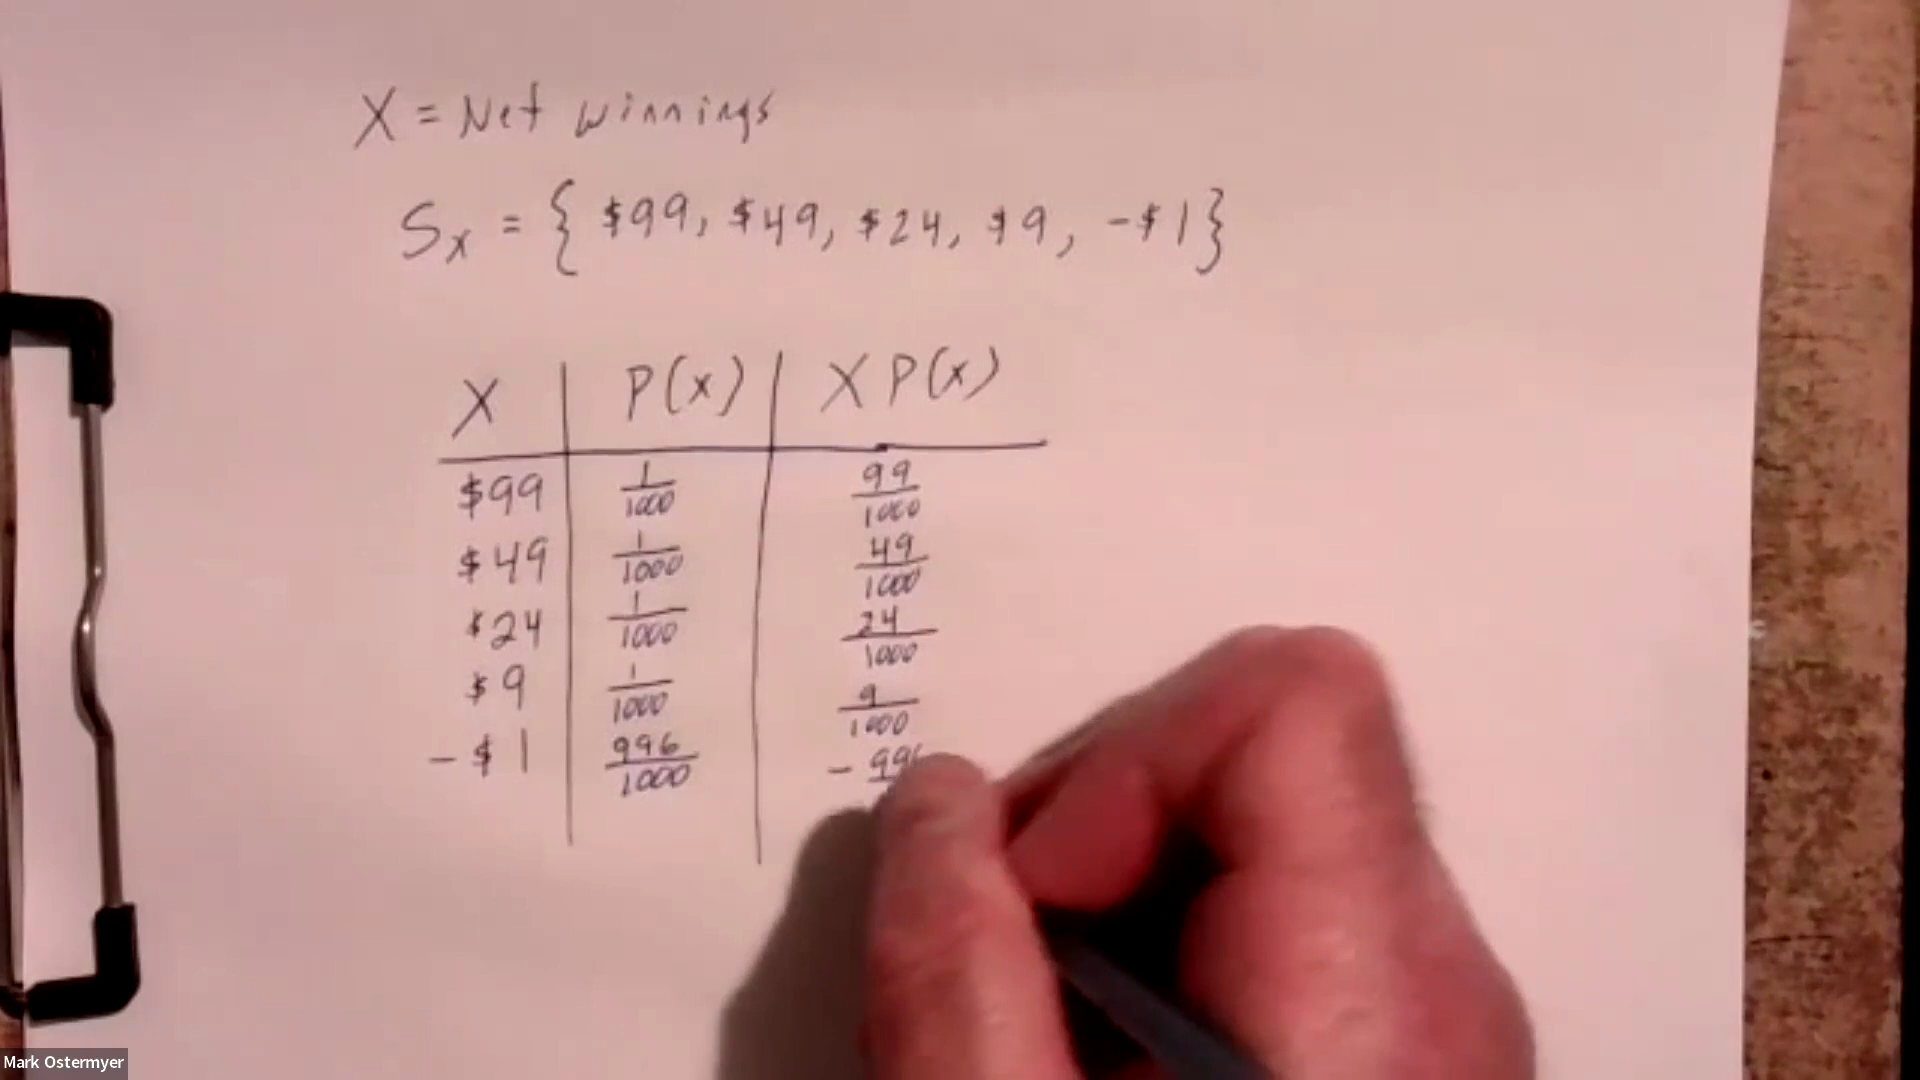 X = Net winnings
Sx = { $99, $49, $24, $9, -$1}
X P(x) X P(x)
$99 1/1000 99/1000
$49 1/1000 49/1000
$24 1/1000 24/1000
$9 1/1000 9/1000
-$1 996/1000 - 996
Mark Ostermyer